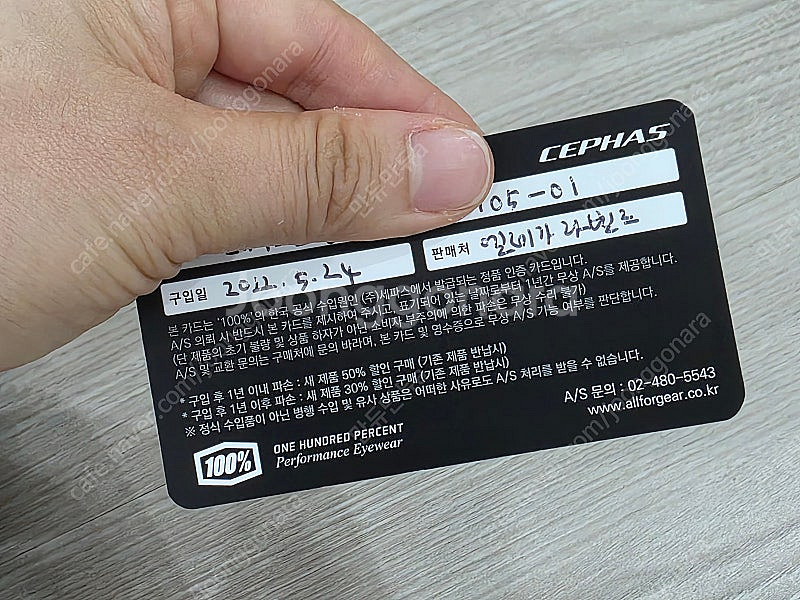 CEPHAS
105-01
구입일 2022.5.24
판매처
본 카드는 '100%'의 한국 공식 수입원인 (주)세파스에서 발급되는 정품 인증 카드입니다.
A/S 의뢰 시 반드시 본 카드를 제시하여 주시고, 표기되어 있는 날짜로부터 1년간 무상 A/S를 제공합니다.
(단 제품의 초기 불량 및 상품 하자가 아닌 소비자 부주의에 의한 파손은 무상 수리 불가)
A/S 및 교환 문의는 구매처에 문의 바라며, 본 카드 및 영수증으로 무상 A/S 가능 여부를 판단합니다.
* 구입 후 1년 이내 파손 : 새 제품 50% 할인 구매 (기존 제품 반납시)
* 구입 후 1년 이후 파손 : 새 제품 30% 할인 구매 (기존 제품 반납시)
※ 정식 수입품이 아닌 병행 수입 및 유사 상품은 어떠한 사유로도 A/S 처리를 받을 수 없습니다.
A/S 문의 : 02-480-5543
www.allforgear.co.kr
100%
ONE HUNDRED PERCENT
Performance Eyewear
joonggonara
cafe.naver.com/joonggonara